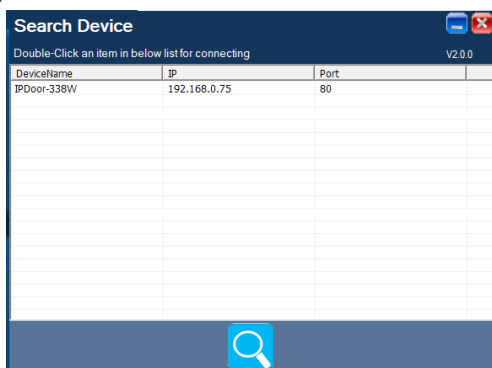 Search Device
Double-Click an item in below list for connecting V2.0.0
DeviceName IP Port
IPDoor-338W 192.168.0.75 80